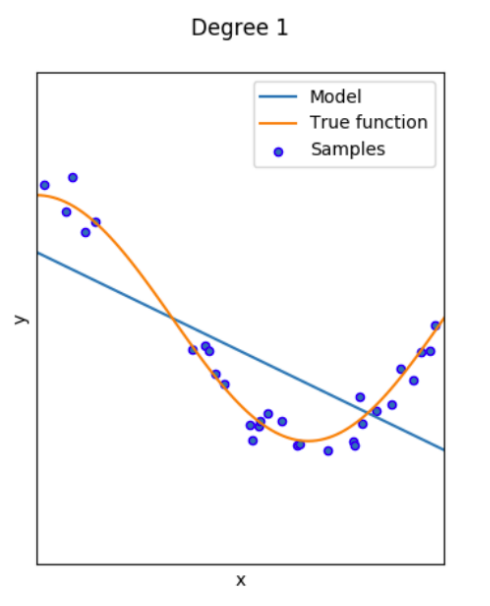 Degree 1
Model
True function
Samples
y
x